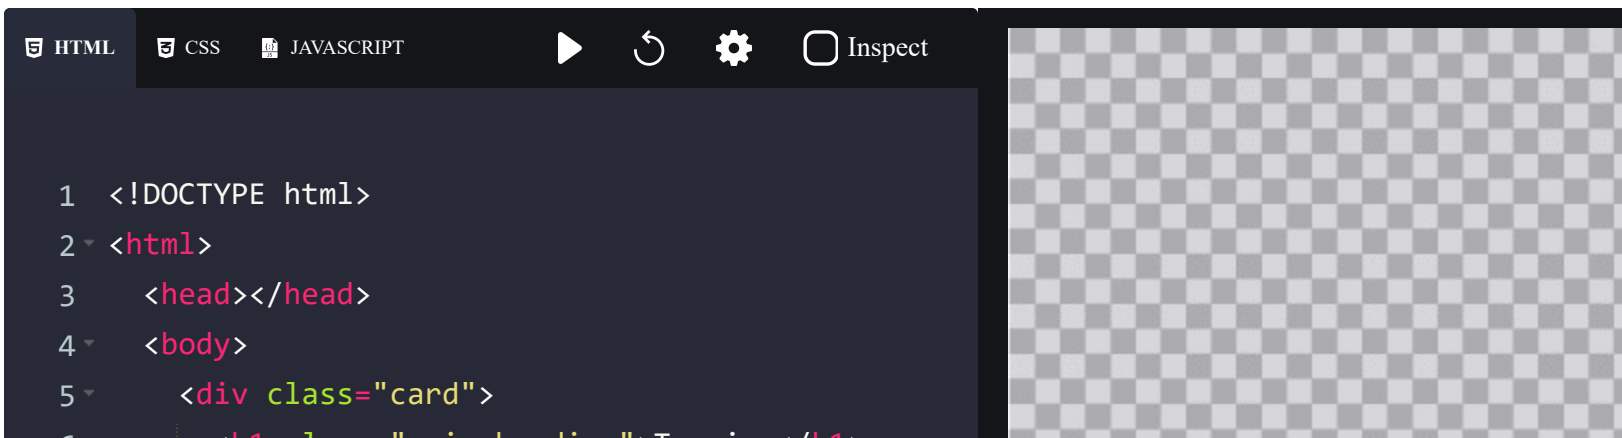 HTML CSS JAVASCRIPT Inspect
1 <!DOCTYPE html>
2 <html>
3 <head></head>
4 <body>
5 <div class="card">